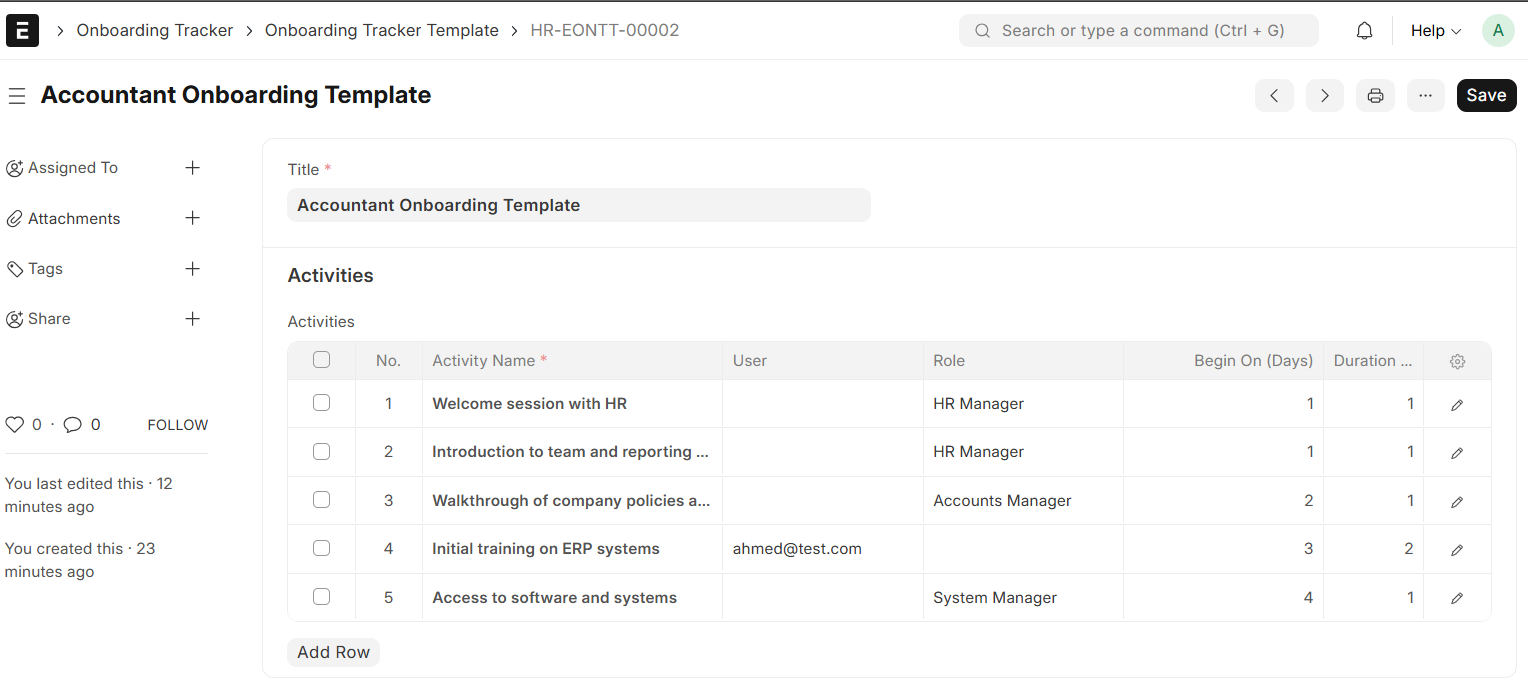 E Onboarding Tracker Onboarding Tracker Template HR-EONTT-00002 Search or type a command (Ctrl + G) Help A
Accountant Onboarding Template Save
Assigned To
Attachments
Tags
Share
0 · 0 FOLLOW
You last edited this · 12
minutes ago
You created this · 23
minutes ago
Title *
Accountant Onboarding Template
Activities
Activities
No. Activity Name * User Role Begin On (Days) Duration ...
1 Welcome session with HR HR Manager 1 1
2 Introduction to team and reporting ... HR Manager 1 1
3 Walkthrough of company policies a... Accounts Manager 2 1
4 Initial training on ERP systems ahmed@test.com 3 2
5 Access to software and systems System Manager 4 1
Add Row